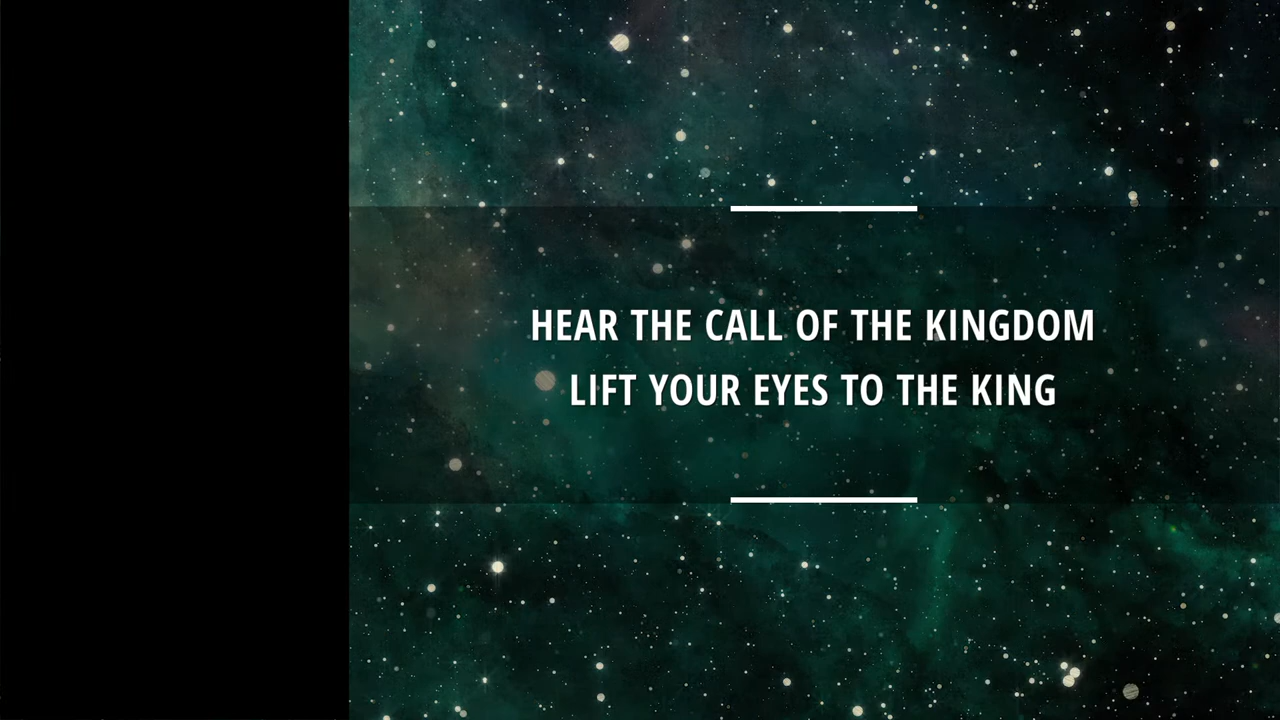 HEAR THE CALL OF THE KINGDOM
LIFT YOUR EYES TO THE KING